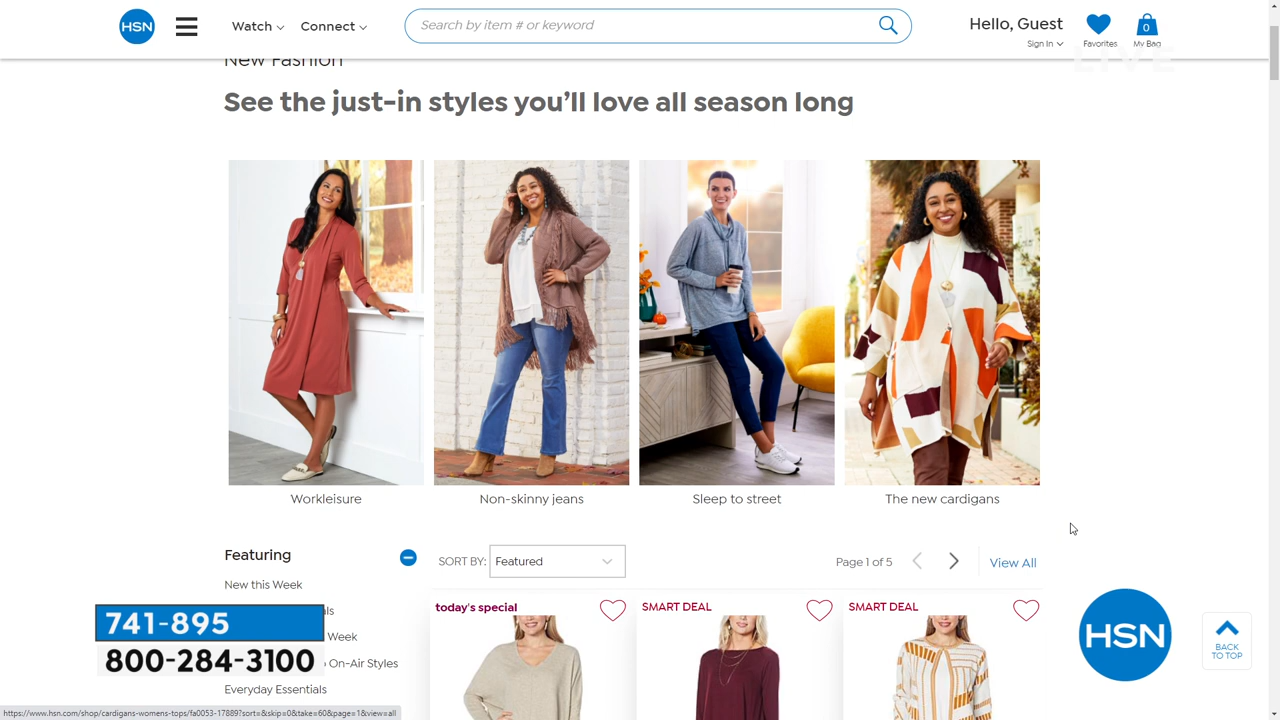 HSN
Watch
Connect
Search by item # or keyword
Hello, Guest
Sign In
Favorites
0
My Bag
LIVE
New Fashion
See the just-in styles you'll love all season long
Workleisure
Non-skinny jeans
Sleep to street
The new cardigans
Featuring
SORT BY: Featured
Page 1 of 5
View All
New this Week
today's special
SMART DEAL
SMART DEAL
741-895
Week
800-284-3100
On-Air Styles
Everyday Essentials
HSN
BACK
TO TOP
https://www.hsn.com/shop/cardigans-womens-tops/fa0053-17889?sort=&skip=0&take=60&page=1&view=all